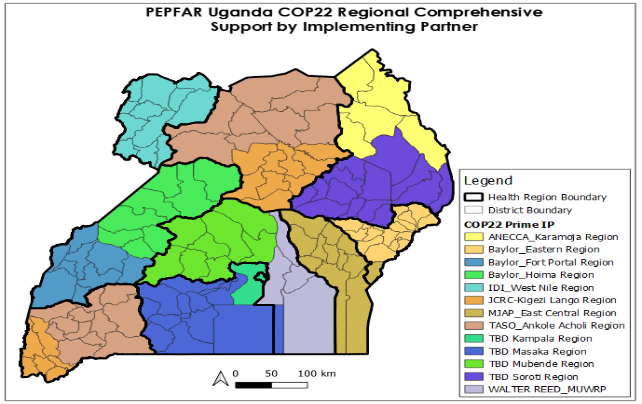 PEPFAR Uganda COP22 Regional Comprehensive
Support by Implementing Partner
Legend
Health Region Boundary
District Boundary
COP22 Prime IP
ANECCA_Karamoja Region
Baylor_Eastern Region
Baylor_Fort Portal Region
Baylor_Hoima Region
IDI_West Nile Region
JCRC-Kigezi Lango Region
MJAP_East Central Region
TASO_Ankole Acholi Region
TBD Kampala Region
TBD Masaka Region
TBD Mubende Region
TBD Soroti Region
WALTER REED_MUWRP
0 50 100 km